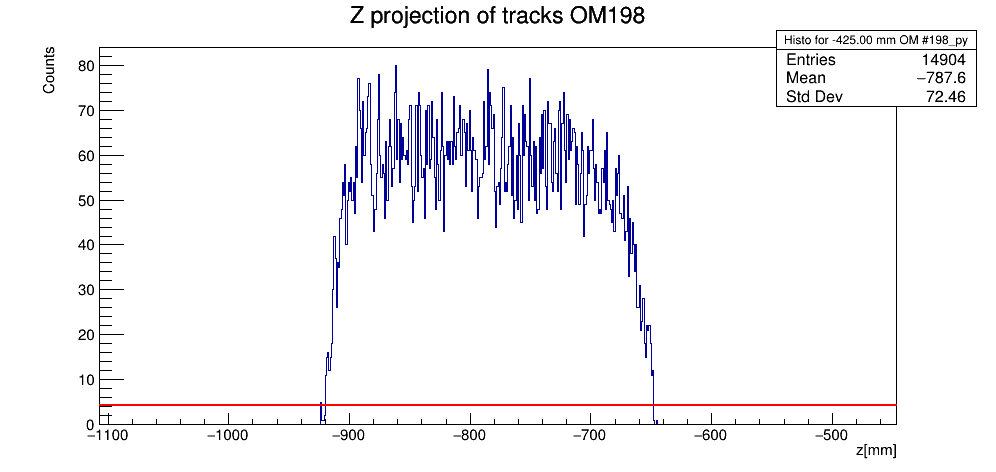 Z projection of tracks OM198
Histo for -425.00 mm OM #198_py
Entries 14904
Mean −787.6
Std Dev 72.46
Counts
80
70
60
50
40
30
20
10
0
−1100 −1000 −900 −800 −700 −600 −500
z[mm]